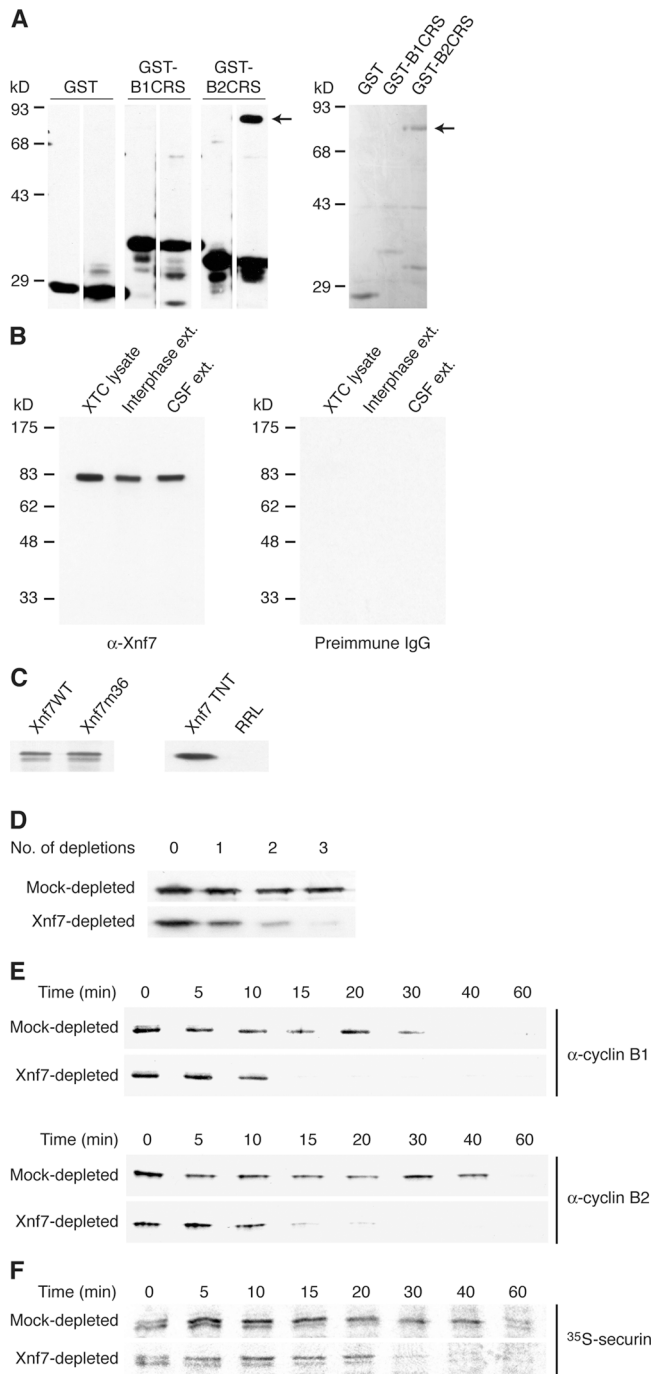 A
kD
GST
GST-
B1CRS
GST-
B2CRS
93
68
43
29
kD
GST
GST-B1CRS
GST-B2CRS
93
68
43
29
B
kD
XTC lysate
Interphase ext.
CSF ext.
175
83
62
48
33
α-Xnf7
kD
XTC lysate
Interphase ext.
CSF ext.
175
83
62
48
33
Preimmune IgG
C
Xnf7WT
Xnf7m36
Xnf7 TNT
RRL
D
No. of depletions 0 1 2 3
Mock-depleted
Xnf7-depleted
E
Time (min) 0 5 10 15 20 30 40 60
Mock-depleted
Xnf7-depleted
α-cyclin B1
Time (min) 0 5 10 15 20 30 40 60
Mock-depleted
Xnf7-depleted
α-cyclin B2
F
Time (min) 0 5 10 15 20 30 40 60
Mock-depleted
Xnf7-depleted
³⁵S-securin